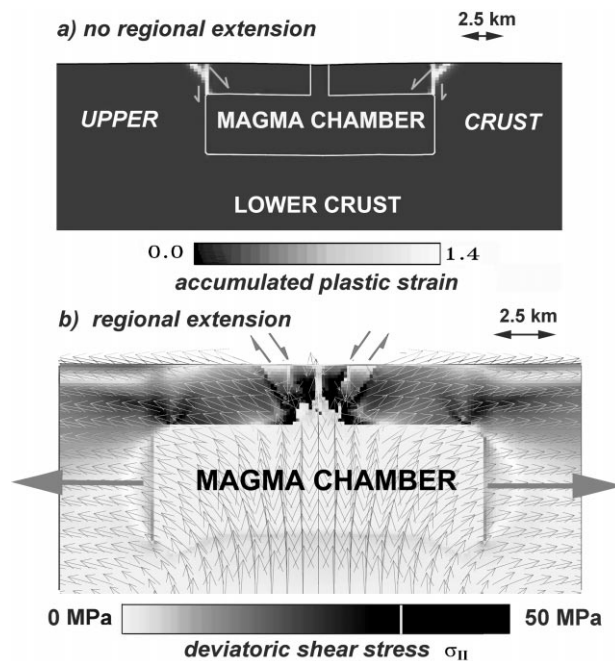 a) no regional extension
2.5 km
UPPER
MAGMA CHAMBER
CRUST
LOWER CRUST
0.0
1.4
accumulated plastic strain
b) regional extension
2.5 km
MAGMA CHAMBER
0 MPa
50 MPa
deviatoric shear stress σII